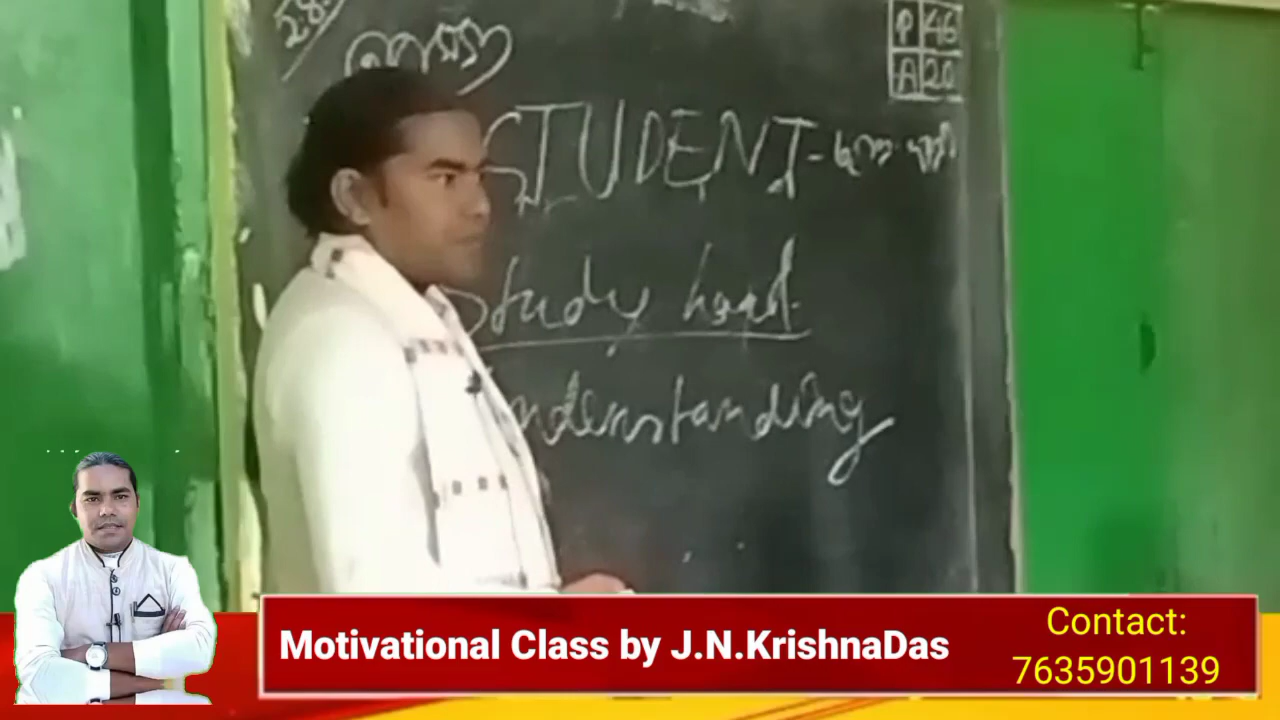 P 46
A 20
STUDENT -
Study hard
understanding
Motivational Class by J.N.KrishnaDas
Contact:
7635901139